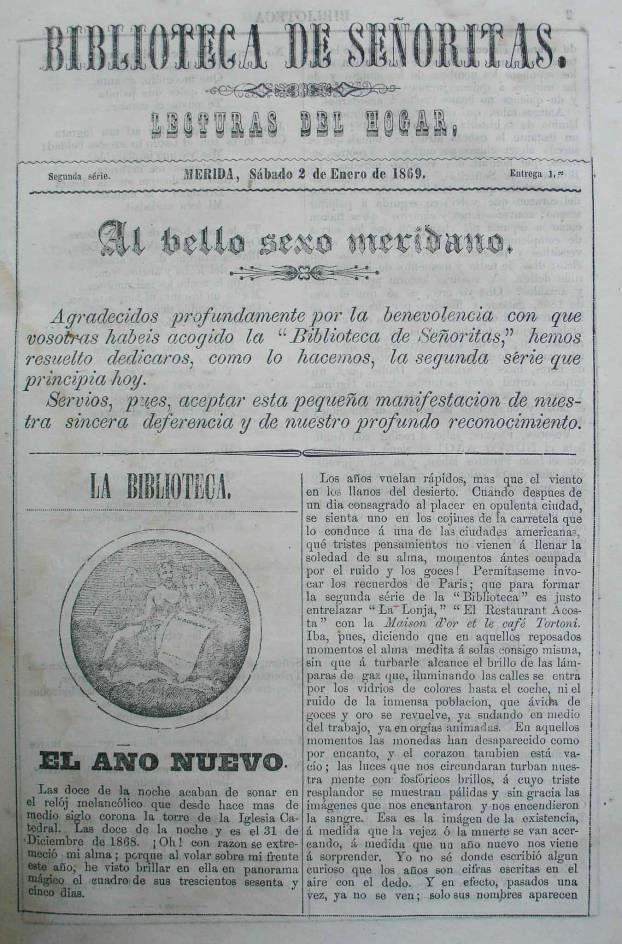 BIBLIOTECA DE SEÑORITAS.
LECTURAS DEL HOGAR,
Segunda série.
MERIDA, Sábado 2 de Enero de 1869.
Entrega 1.ª
Al bello sexo meridano.
Agradecidos profundamente por la benevolencia con que
vosotras habeis acogido la "Biblioteca de Señoritas," hemos
resuelto dedicaros, como lo hacemos, la segunda série que
principia hoy.
Servios, pues, aceptar esta pequeña manifestacion de nues-
tra sincera deferencia y de nuestro profundo reconocimiento.
LA BIBLIOTECA.
EL AÑO NUEVO.
Las doce de la noche acaban de sonar en
el relój melancólico que desde hace mas de
medio siglo corona la torre de la Iglesia Ca-
tedral. Las doce de la noche y es el 31 de
Diciembre de 1868. ¡Oh! con razon se extre-
meció mi alma; porque al volar sobre mi frente
este año, he visto brillar en ella en panorama
mágico el cuadro de sus trescientos sesenta y
cinco dias.
Los años vuelan rápidos, mas que el viento
en los llanos del desierto. Cuando despues de
un dia consagrado al placer en opulenta ciudad,
se sienta uno en los cojines de la carretela que
lo conduce á una de las ciudades americanas,
qué tristes pensamientos no vienen á llenar la
soledad de su alma, momentos ántes ocupada
por el ruido y los goces! Permítaseme invo-
car los recuerdos de Paris; que para formar
la segunda série de la "Biblioteca" es justo
entrelazar "La Lonja," "El Restaurant Acos-
ta" con la Maison d'or et le café Tortoni.
Iba, pues, diciendo que en aquellos reposados
momentos el alma medita á solas consigo misma,
sin que á turbarle alcance el brillo de las lám-
paras de gaz que, iluminando las calles se entra
por los vidrios de colores hasta el coche, ni el
ruido de la inmensa poblacion, que ávida de
goces y oro se revuelve, ya sudando en medio
del trabajo, ya en orgías animadas. En aquellos
momentos las monedas han desaparecido como
por encanto, y el corazon tambien está va-
cio; las luces que nos circundaran turban nues-
tra mente con fosfóricos brillos, á cuyo triste
resplandor se muestran pálidas y sin gracia las
imágenes que nos encantaron y nos encendieron
la sangre. Esa es la imágen de la existencia,
á medida que la vejez ó la muerte se van acer-
cando, á medida que un año nuevo nos viene
á sorprender. Yo no sé donde escribió algun
curioso que los años son cifras escritas en el
aire con el dedo. Y en efecto, pasados una
vez, ya no se ven; solo sus nombres aparecen